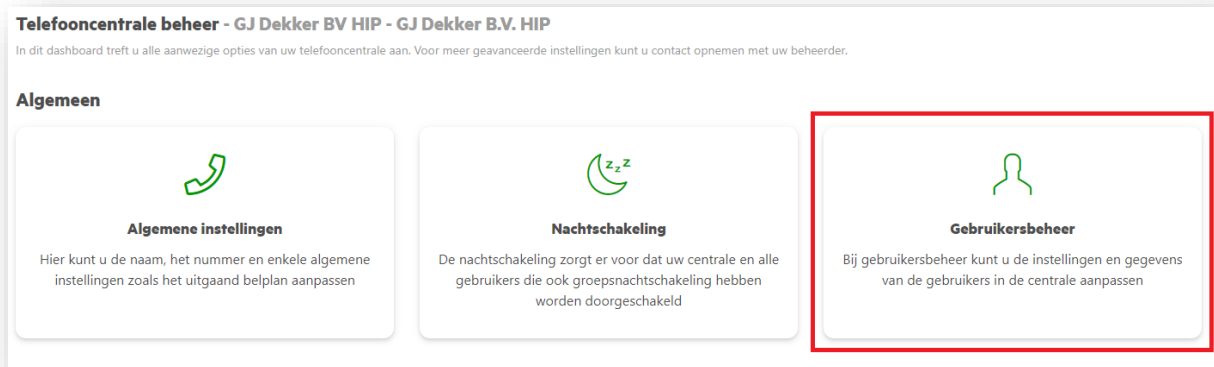 Telefooncentrale beheer - GJ Dekker BV HIP - GJ Dekker B.V. HIP
In dit dashboard treft u alle aanwezige opties van uw telefooncentrale aan. Voor meer geavanceerde instellingen kunt u contact opnemen met uw beheerder.
Algemeen
Algemene instellingen
Hier kunt u de naam, het nummer en enkele algemene
instellingen zoals het uitgaand belplan aanpassen
z z z
Nachtschakeling
De nachtschakeling zorgt er voor dat uw centrale en alle
gebruikers die ook groepsnachtschakeling hebben
worden doorgeschakeld
Gebruikersbeheer
Bij gebruikersbeheer kunt u de instellingen en gegevens
van de gebruikers in de centrale aanpassen